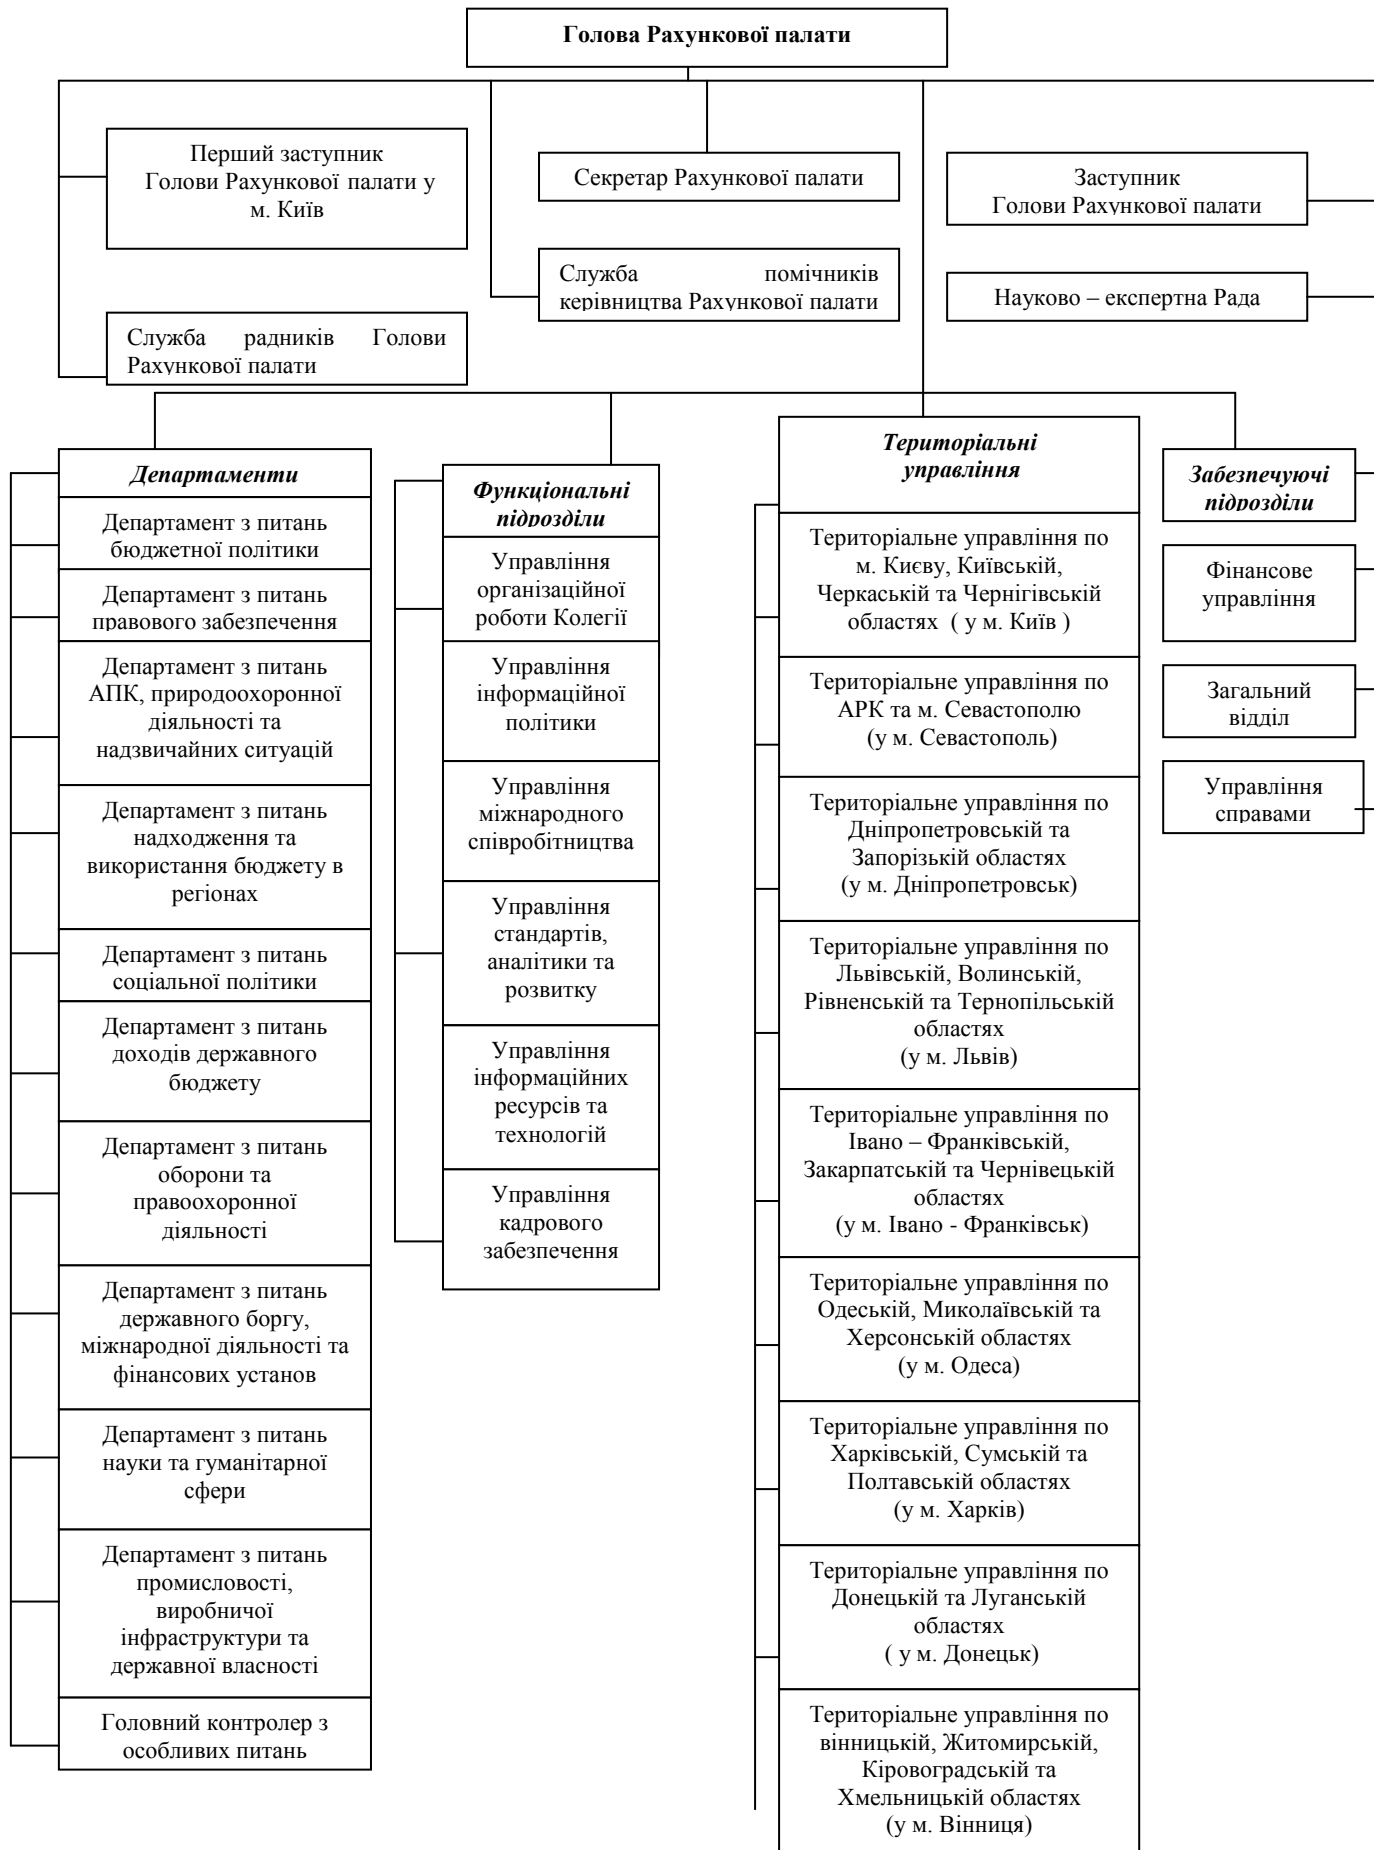 Голова Рахункової палати
Перший заступник
Голови Рахункової палати у
м. Київ
Секретар Рахункової палати
Заступник
Голови Рахункової палати
Служба помічників
керівництва Рахункової палати
Науково – експертна Рада
Служба радників Голови
Рахункової палати
Департаменти
Департамент з питань
бюджетної політики
Департамент з питань
правового забезпечення
Департамент з питань
АПК, природоохоронної
діяльності та
надзвичайних ситуацій
Департамент з питань
надходження та
використання бюджету в
регіонах
Департамент з питань
соціальної політики
Департамент з питань
доходів державного
бюджету
Департамент з питань
оборони та
правоохоронної
діяльності
Департамент з питань
державного боргу,
міжнародної діяльності та
фінансових установ
Департамент з питань
науки та гуманітарної
сфери
Департамент з питань
промисловості,
виробничої
інфраструктури та
державної власності
Головний контролер з
особливих питань
Функціональні
підрозділи
Управління
організаційної
роботи Колегії
Управління
інформаційної
політики
Управління
міжнародного
співробітництва
Управління
стандартів,
аналітики та
розвитку
Управління
інформаційних
ресурсів та
технологій
Управління
кадрового
забезпечення
Територіальні
управління
Територіальне управління по
м. Києву, Київській,
Черкаській та Чернігівській
областях ( у м. Київ )
Територіальне управління по
АРК та м. Севастополю
(у м. Севастополь)
Територіальне управління по
Дніпропетровській та
Запорізькій областях
(у м. Дніпропетровськ)
Територіальне управління по
Львівській, Волинській,
Рівненській та Тернопільській
областях
(у м. Львів)
Територіальне управління по
Івано – Франківській,
Закарпатській та Чернівецькій
областях
(у м. Івано - Франківськ)
Територіальне управління по
Одеській, Миколаївській та
Херсонській областях
(у м. Одеса)
Територіальне управління по
Харківській, Сумській та
Полтавській областях
(у м. Харків)
Територіальне управління по
Донецькій та Луганській
областях
( у м. Донецьк)
Територіальне управління по
вінницькій, Житомирській,
Кіровоградській та
Хмельницькій областях
(у м. Вінниця)
Забезпечуючі
підрозділи
Фінансове
управління
Загальний
відділ
Управління
справами